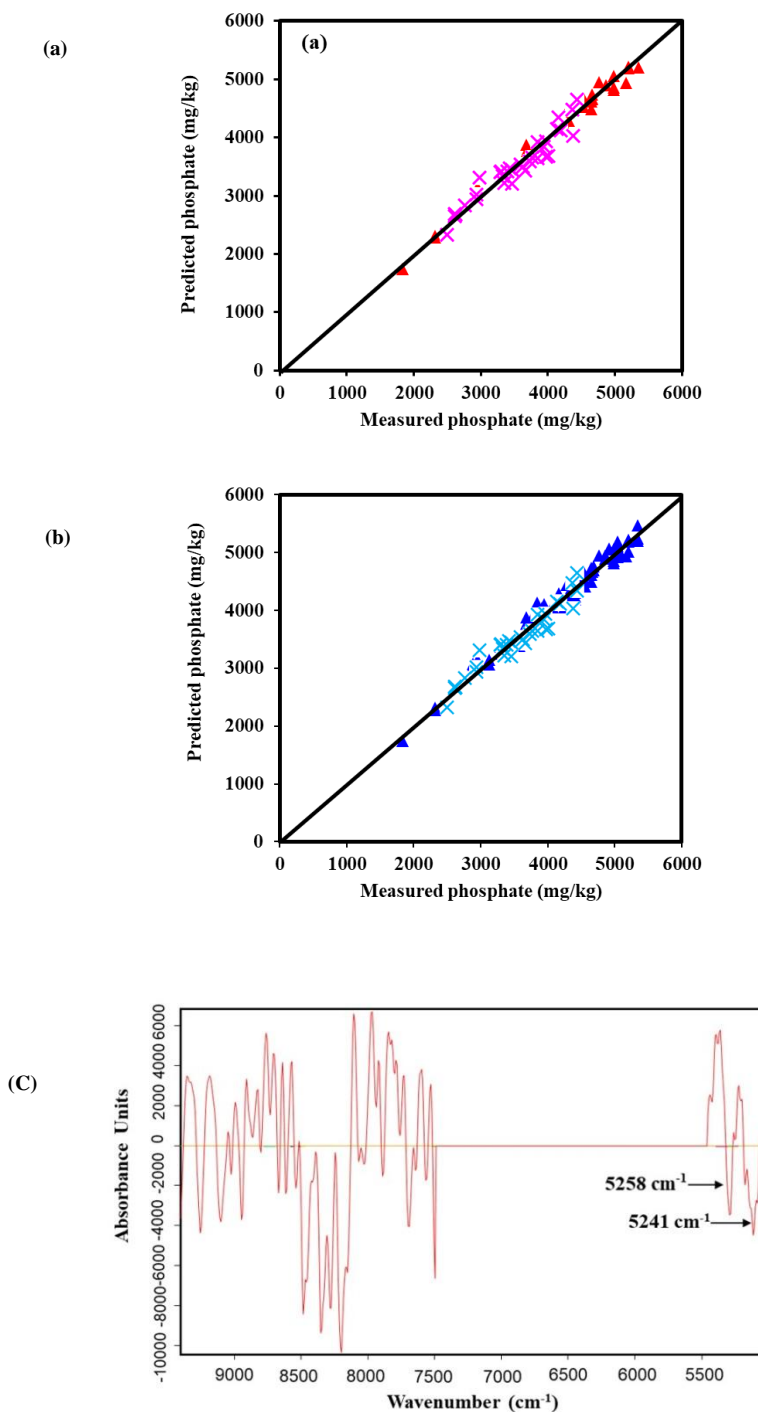 (a)
(a)
6000
5000
4000
3000
2000
1000
0
Predicted phosphate (mg/kg)
0 1000 2000 3000 4000 5000 6000
Measured phosphate (mg/kg)
(b)
6000
5000
4000
3000
2000
1000
0
Predicted phosphate (mg/kg)
0 1000 2000 3000 4000 5000 6000
Measured phosphate (mg/kg)
(C)
Absorbance Units
-10000 -8000 -6000 -4000 -2000 0 2000 4000 6000
5258 cm⁻¹
5241 cm⁻¹
9000 8500 8000 7500 7000 6500 6000 5500
Wavenumber (cm⁻¹)